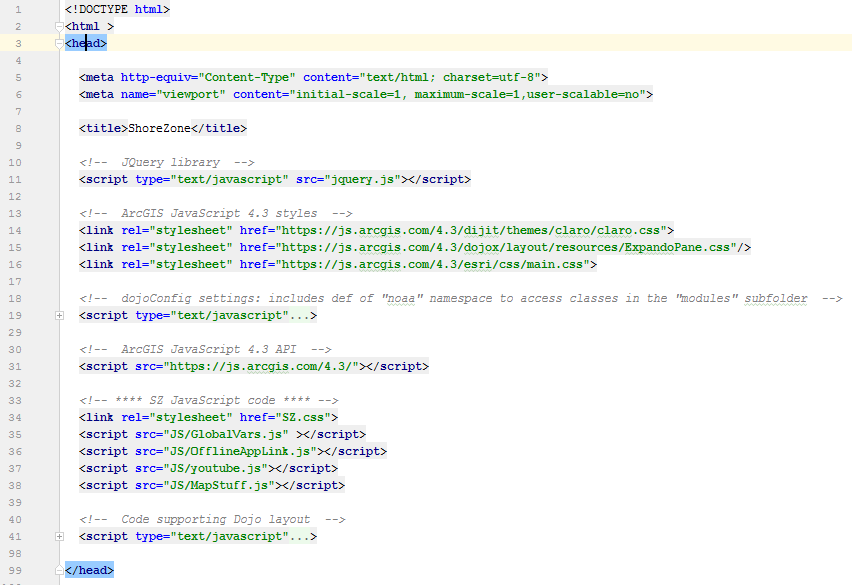 1 <!DOCTYPE html>
2 <html >
3 <head>
4
5 <meta http-equiv="Content-Type" content="text/html; charset=utf-8">
6 <meta name="viewport" content="initial-scale=1, maximum-scale=1,user-scalable=no">
7
8 <title>ShoreZone</title>
9
10 <!--  JQuery library  -->
11 <script type="text/javascript" src="jquery.js"></script>
12
13 <!--  ArcGIS JavaScript 4.3 styles  -->
14 <link rel="stylesheet" href="https://js.arcgis.com/4.3/dijit/themes/claro/claro.css">
15 <link rel="stylesheet" href="https://js.arcgis.com/4.3/dojox/layout/resources/ExpandoPane.css"/>
16 <link rel="stylesheet" href="https://js.arcgis.com/4.3/esri/css/main.css">
17
18 <!--  dojoConfig settings: includes def of "noaa" namespace to access classes in the "modules" subfolder  -->
19 <script type="text/javascript"...>
29
30 <!--  ArcGIS JavaScript 4.3 API  -->
31 <script src="https://js.arcgis.com/4.3/"></script>
32
33 <!-- **** SZ JavaScript code **** -->
34 <link rel="stylesheet" href="SZ.css">
35 <script src="JS/GlobalVars.js" ></script>
36 <script src="JS/OfflineAppLink.js"></script>
37 <script src="JS/youtube.js"></script>
38 <script src="JS/MapStuff.js"></script>
39
40 <!--  Code supporting Dojo layout  -->
41 <script type="text/javascript"...>
98
99 </head>